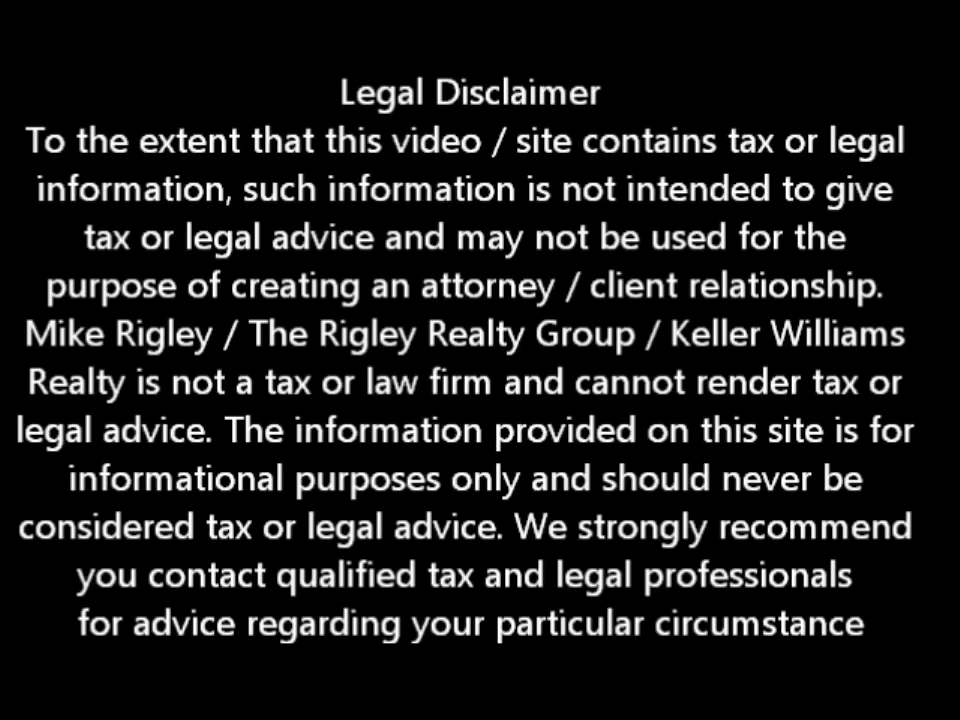 Legal Disclaimer
To the extent that this video / site contains tax or legal
information, such information is not intended to give
tax or legal advice and may not be used for the
purpose of creating an attorney / client relationship.
Mike Rigley / The Rigley Realty Group / Keller Williams
Realty is not a tax or law firm and cannot render tax or
legal advice. The information provided on this site is for
informational purposes only and should never be
considered tax or legal advice. We strongly recommend
you contact qualified tax and legal professionals
for advice regarding your particular circumstance